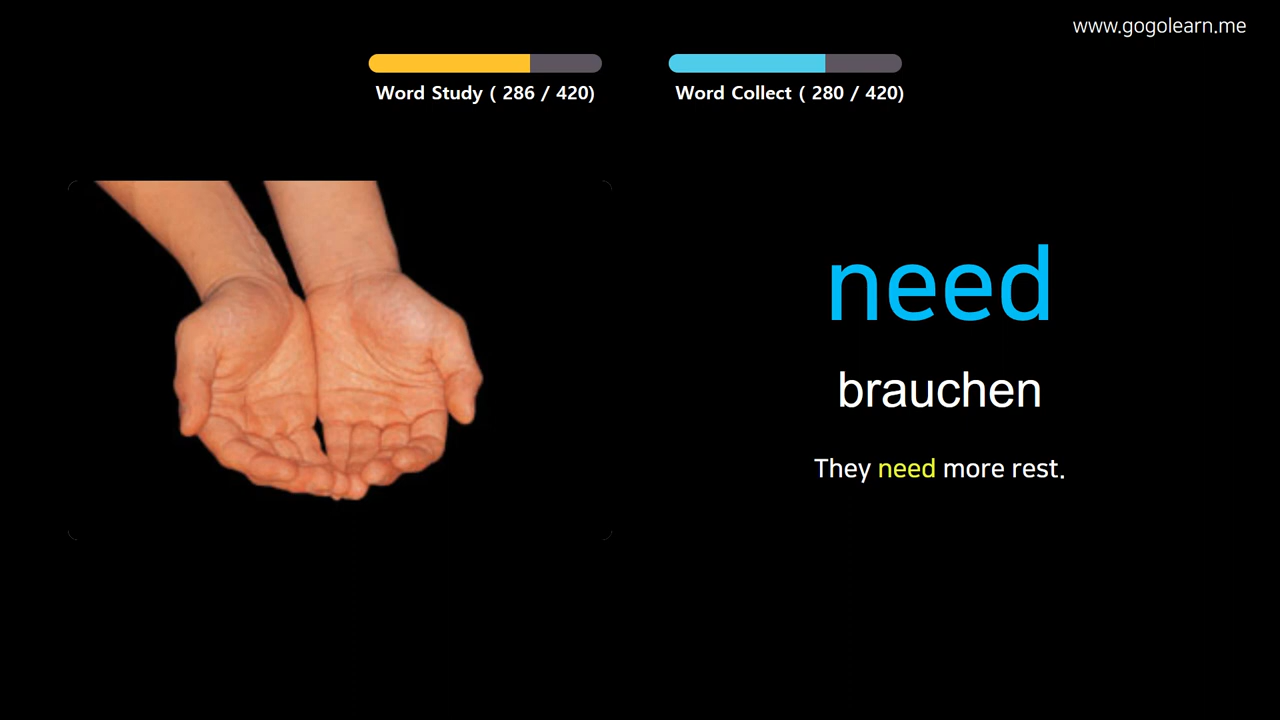 www.gogolearn.me
Word Study ( 286 / 420)
Word Collect ( 280 / 420)
need
brauchen
They need more rest.